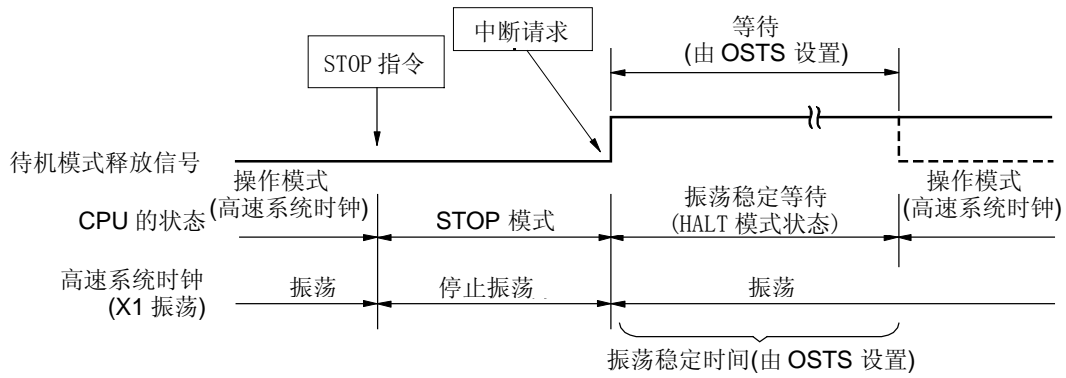 等待
(由 OSTS 设置)
中断请求
STOP 指令
待机模式释放信号
操作模式
(高速系统时钟)
CPU 的状态
STOP 模式
振荡稳定等待
(HALT 模式状态)
操作模式
(高速系统时钟)
高速系统时钟
(X1 振荡)
振荡
停止振荡
振荡
振荡稳定时间(由 OSTS 设置)